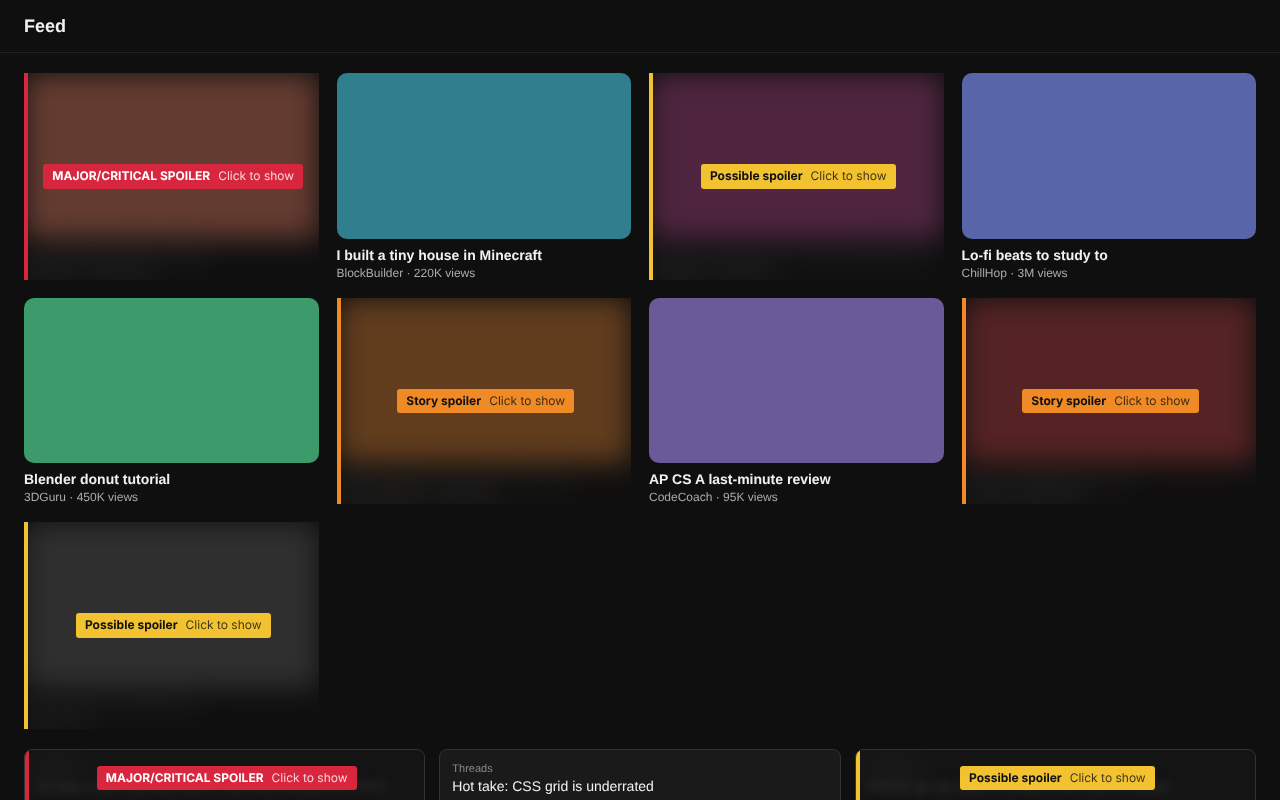 Feed
MAJOR/CRITICAL SPOILER Click to show
I built a tiny house in Minecraft
BlockBuilder · 220K views
Possible spoiler Click to show
Lo-fi beats to study to
ChillHop · 3M views
Blender donut tutorial
3DGuru · 450K views
Story spoiler Click to show
AP CS A last-minute review
CodeCoach · 95K views
Story spoiler Click to show
Possible spoiler Click to show
MAJOR/CRITICAL SPOILER Click to show
Threads
Hot take: CSS grid is underrated
Possible spoiler Click to show